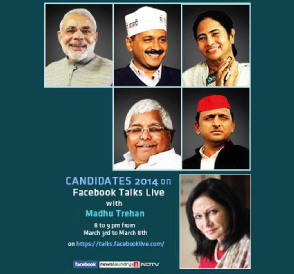 CANDIDATES 2014 on
Facebook Talks Live
with
Madhu Trehan
8 to 9 pm from
March 3rd to March 8th
on https://talks.facebooklive.com/
facebook newslaundry NDTV